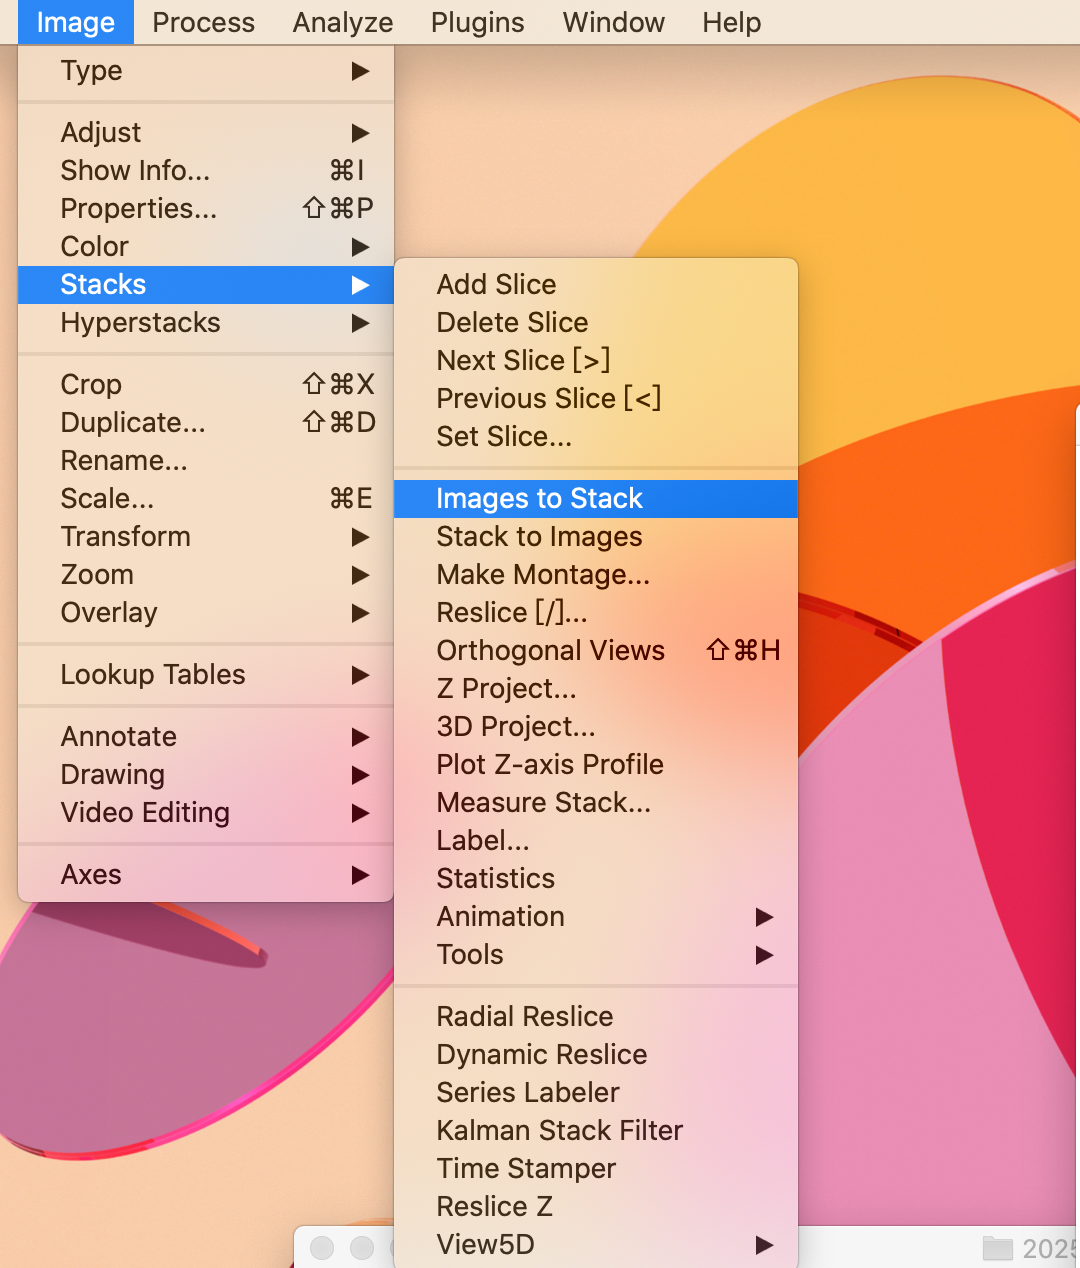 Image Process Analyze Plugins Window Help
Type ▶
Adjust ▶
Show Info... ⌘I
Properties... ⇧⌘P
Color ▶
Stacks ▶
Hyperstacks ▶
Crop ⇧⌘X
Duplicate... ⇧⌘D
Rename...
Scale... ⌘E
Transform ▶
Zoom ▶
Overlay ▶
Lookup Tables ▶
Annotate ▶
Drawing ▶
Video Editing ▶
Axes ▶
Add Slice
Delete Slice
Next Slice [>]
Previous Slice [<]
Set Slice...
Images to Stack
Stack to Images
Make Montage...
Reslice [/]...
Orthogonal Views ⇧⌘H
Z Project...
3D Project...
Plot Z-axis Profile
Measure Stack...
Label...
Statistics
Animation ▶
Tools ▶
Radial Reslice
Dynamic Reslice
Series Labeler
Kalman Stack Filter
Time Stamper
Reslice Z
View5D ▶
2025